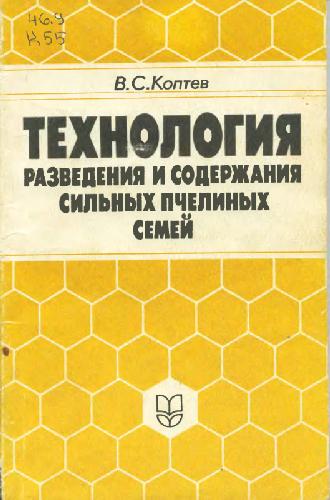 46.9
К 55
В.С.Коптев
ТЕХНОЛОГИЯ
РАЗВЕДЕНИЯ И СОДЕРЖАНИЯ
СИЛЬНЫХ ПЧЕЛИНЫХ
СЕМЕЙ